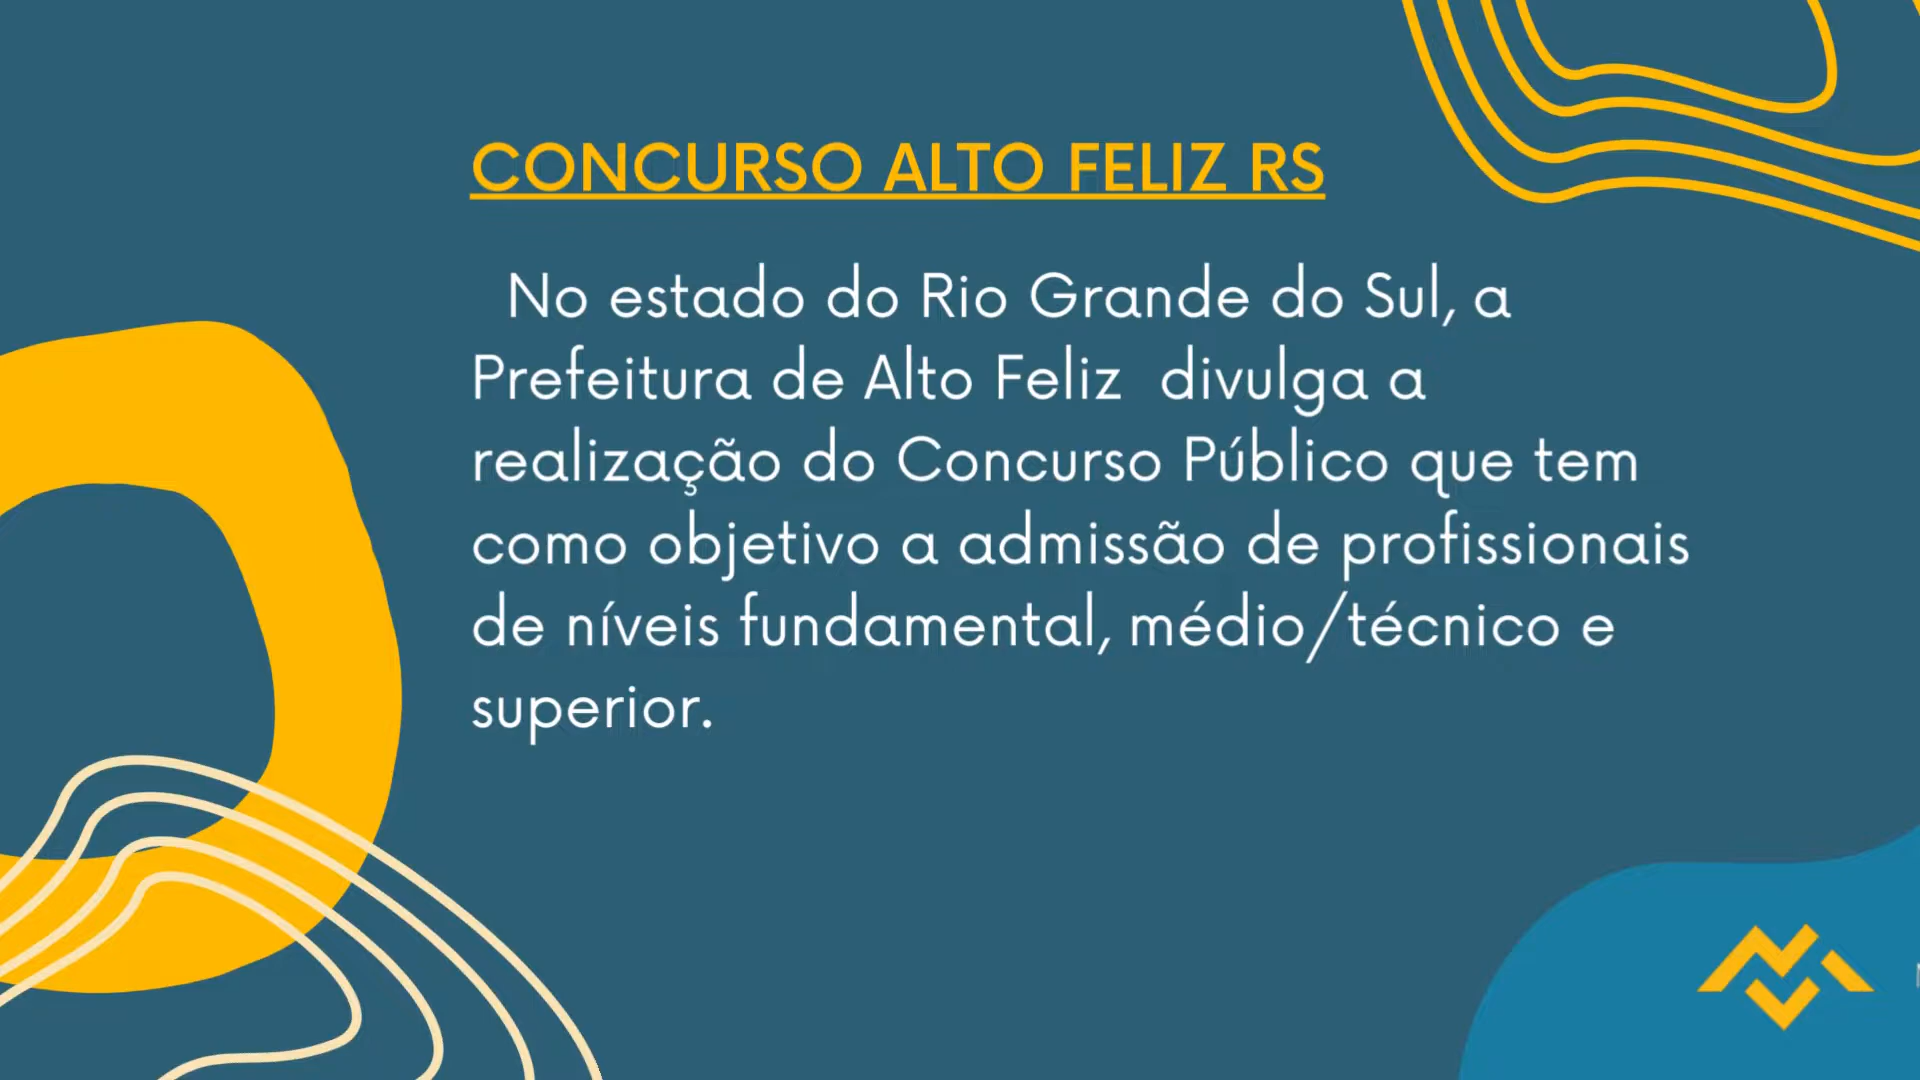 CONCURSO ALTO FELIZ RS
No estado do Rio Grande do Sul, a
Prefeitura de Alto Feliz divulga a
realização do Concurso Público que tem
como objetivo a admissão de profissionais
de níveis fundamental, médio/técnico e
superior.